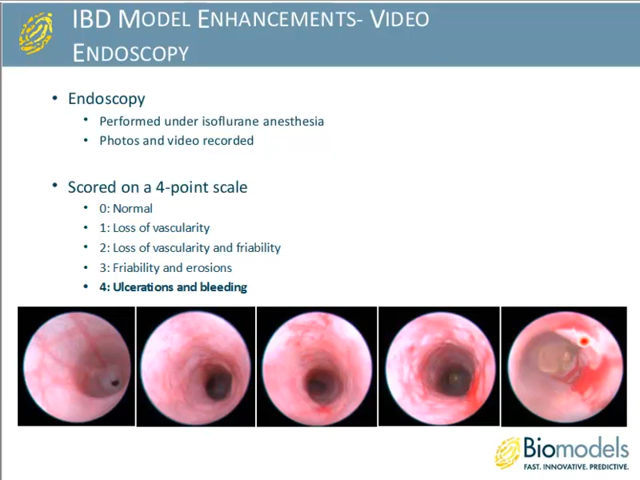 IBD MODEL ENHANCEMENTS- VIDEO
ENDOSCOPY
• Endoscopy
• Performed under isoflurane anesthesia
• Photos and video recorded
• Scored on a 4-point scale
• 0: Normal
• 1: Loss of vascularity
• 2: Loss of vascularity and friability
• 3: Friability and erosions
• 4: Ulcerations and bleeding
Biomodels
FAST. INNOVATIVE. PREDICTIVE.